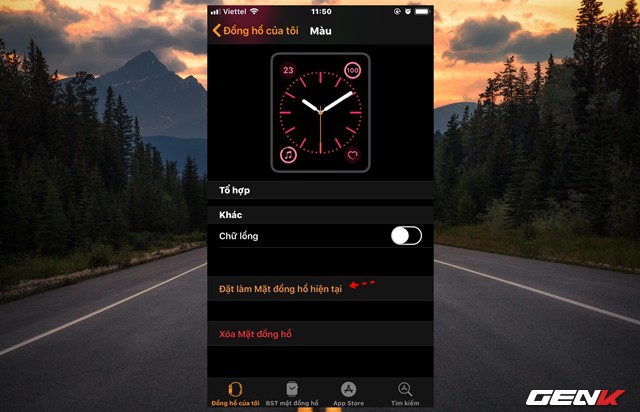 Viettel
11:50
Đồng hồ của tôi
Màu
23
100
Tổ hợp
Khác
Chữ lồng
Đặt làm Mặt đồng hồ hiện tại
Xóa Mặt đồng hồ
Đồng hồ của tôi
BST mặt đồng hồ
App Store
Tìm kiếm
GENK